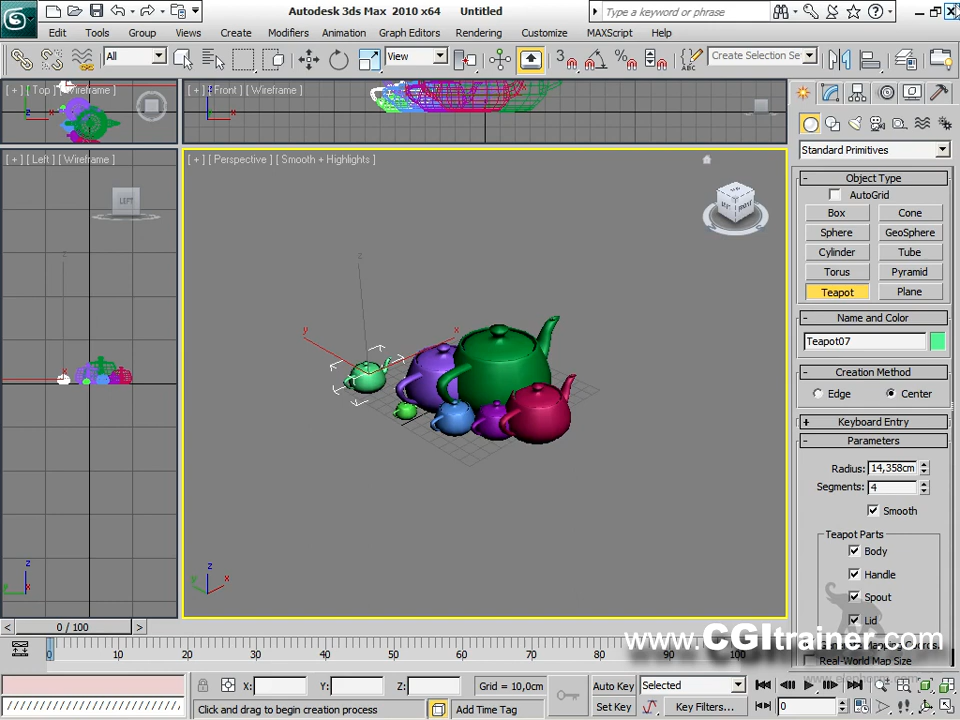 Autodesk 3ds Max 2010 x64 Untitled
Type a keyword or phrase
Edit Tools Group Views Create Modifiers Animation Graph Editors Rendering Customize MAXScript Help
All
View
Create Selection Se
[ + ] [ Top ] [ Wireframe ]
[ + ] [ Front ] [ Wireframe ]
[ + ] [ Left ] [ Wireframe ]
[ + ] [ Perspective ] [ Smooth + Highlights ]
LEFT
Standard Primitives
- Object Type
AutoGrid
Box Cone
Sphere GeoSphere
Cylinder Tube
Torus Pyramid
Teapot Plane
- Name and Color
Teapot07
- Creation Method
Edge Center
+ Keyboard Entry
- Parameters
Radius: 14,358cm
Segments: 4
Smooth
Teapot Parts
Body
Handle
Spout
Lid
Real-World Map Size
www.CGItrainer.com
< 0 / 100 >
0 10 20 30 40 50 60 70 80 90 100
X: Y: Z: Grid = 10,0cm
Auto Key Selected
Set Key Key Filters... 0
Click and drag to begin creation process
Add Time Tag